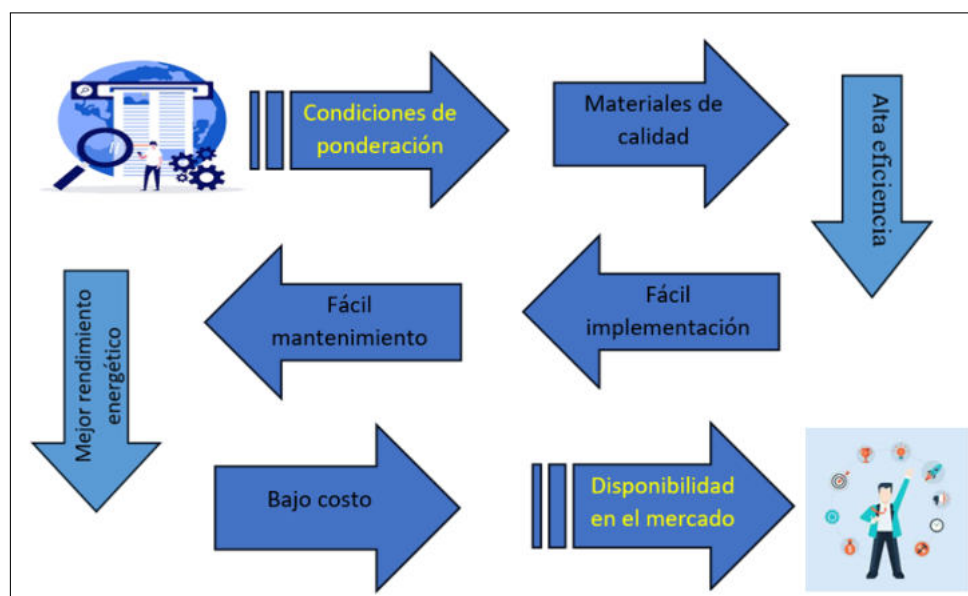 Condiciones de
ponderación
Materiales de
calidad
Alta eficiencia
Fácil
implementación
Fácil
mantenimiento
Mejor rendimiento
energético
Bajo costo
Disponibilidad
en el mercado